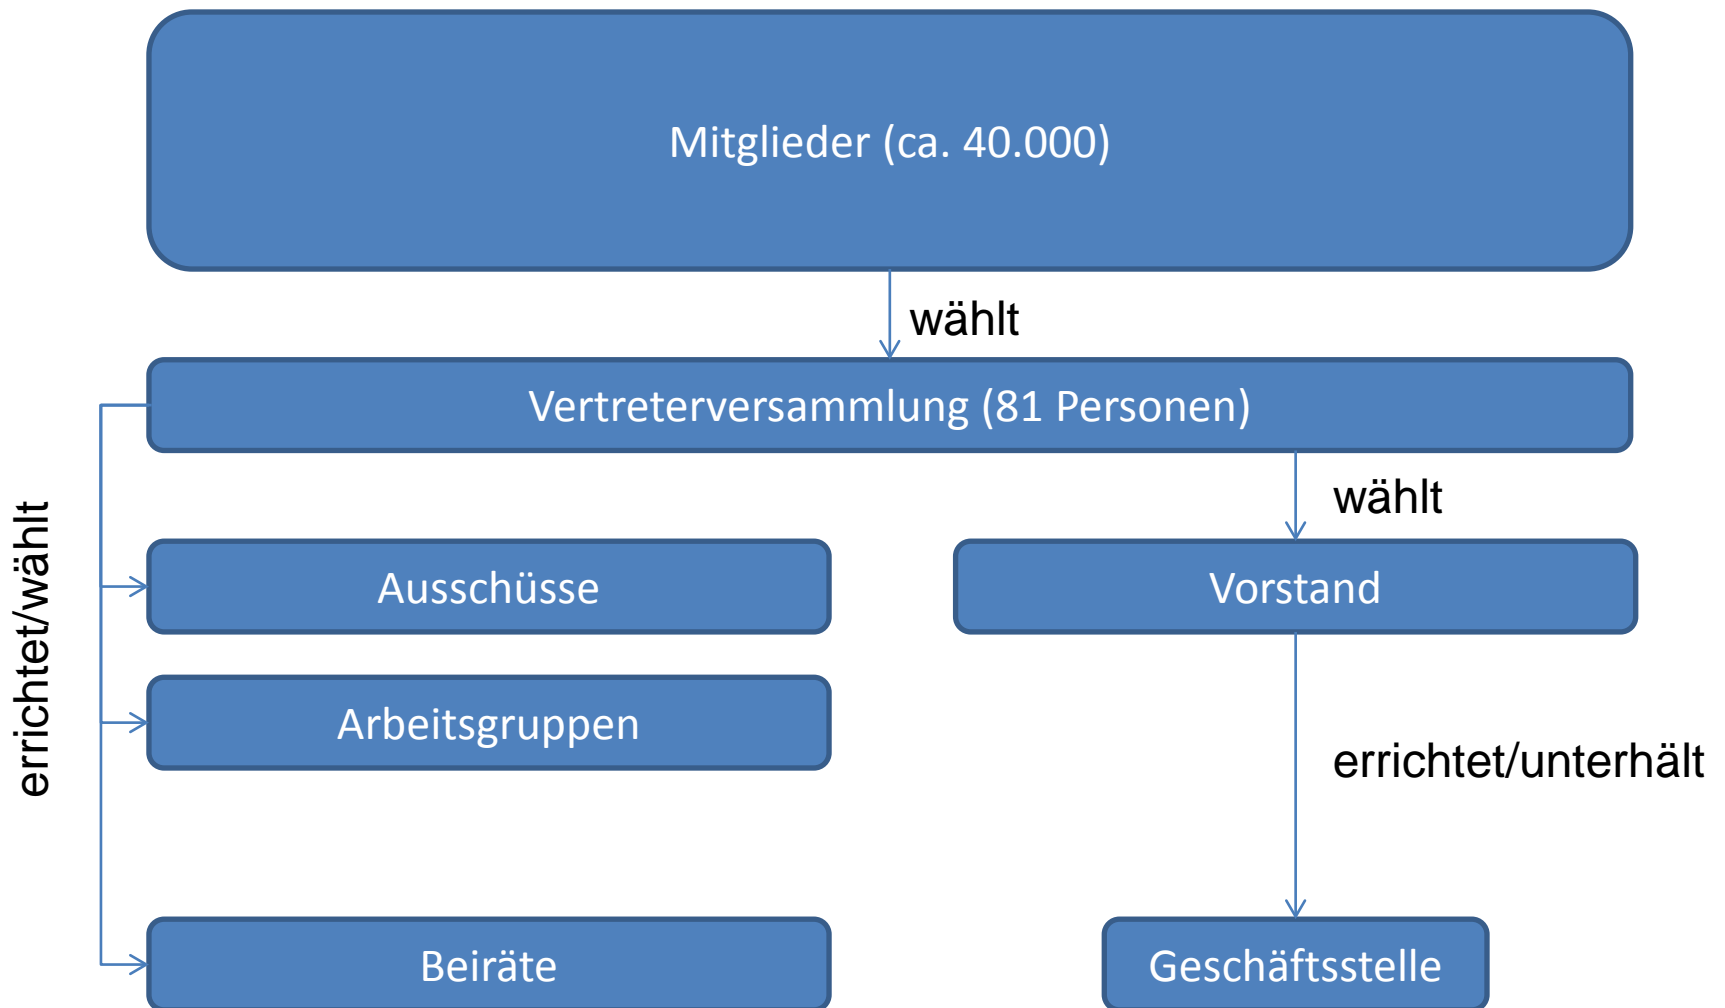 Mitglieder (ca. 40.000)
wählt
Vertreterversammlung (81 Personen)
wählt
errichtet/wählt
Ausschüsse
Vorstand
Arbeitsgruppen
errichtet/unterhält
Beiräte
Geschäftsstelle